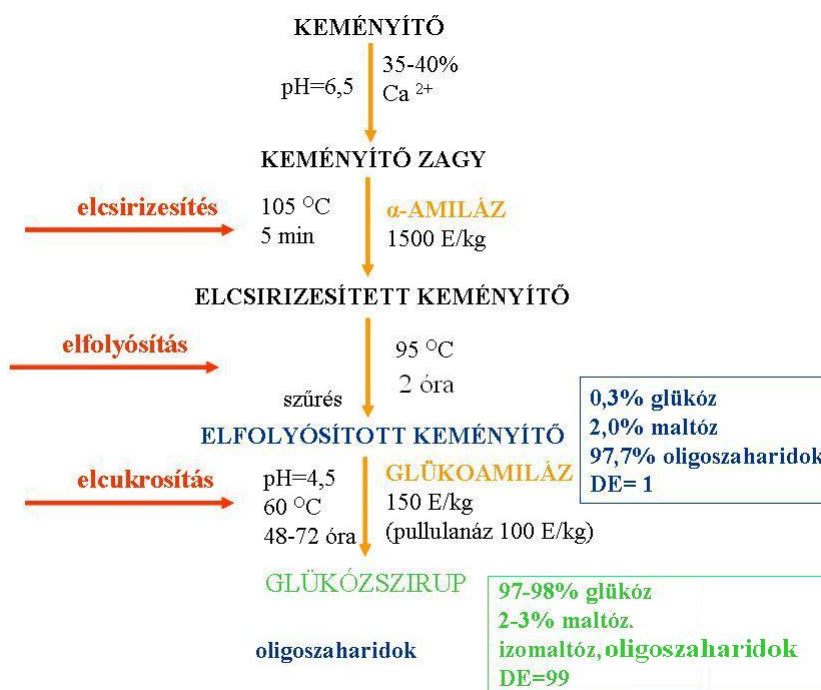 KEMÉNYÍTŐ
pH=6,5
35-40%
Ca 2+
KEMÉNYÍTŐ ZAGY
elcsirizesítés
105 OC
5 min
α-AMILÁZ
1500 E/kg
ELCSIRIZESÍTETT KEMÉNYÍTŐ
elfolyósítás
95 OC
2 óra
szűrés
ELFOLYÓSÍTOTT KEMÉNYÍTŐ
0,3% glükóz
2,0% maltóz
97,7% oligoszaharidok
DE= 1
elcukrosítás
pH=4,5
60 OC
48-72 óra
GLÜKOAMILÁZ
150 E/kg
(pullulanáz 100 E/kg)
GLÜKÓZSZIRUP
oligoszaharidok
97-98% glükóz
2-3% maltóz.
izomaltóz, oligoszaharidok
DE=99